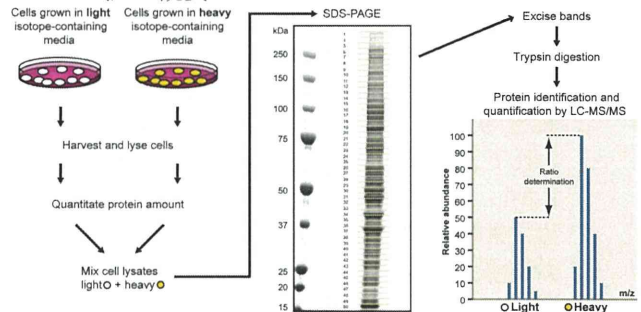 Cells grown in light
isotope-containing
media
Cells grown in heavy
isotope-containing
media
Harvest and lyse cells
Quantitate protein amount
Mix cell lysates
light + heavy
SDS-PAGE
kDa
250
150
100
75
50
37
25
20
15
Excise bands
Trypsin digestion
Protein identification and
quantification by LC-MS/MS
Relative abundance
100
90
80
70
60
50
40
30
20
10
0
Ratio
determination
m/z
Light
Heavy